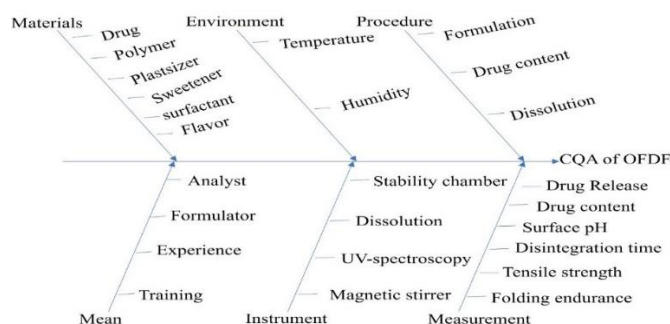 Materials
Drug
Polymer
Plastsizer
Sweetener
surfactant
Flavor
Environment
Temperature
Humidity
Procedure
Formulation
Drug content
Dissolution
CQA of OFDF
Analyst
Formulator
Experience
Training
Mean
Stability chamber
Dissolution
UV-spectroscopy
Magnetic stirrer
Instrument
Drug Release
Drug content
Surface pH
Disintegration time
Tensile strength
Folding endurance
Measurement